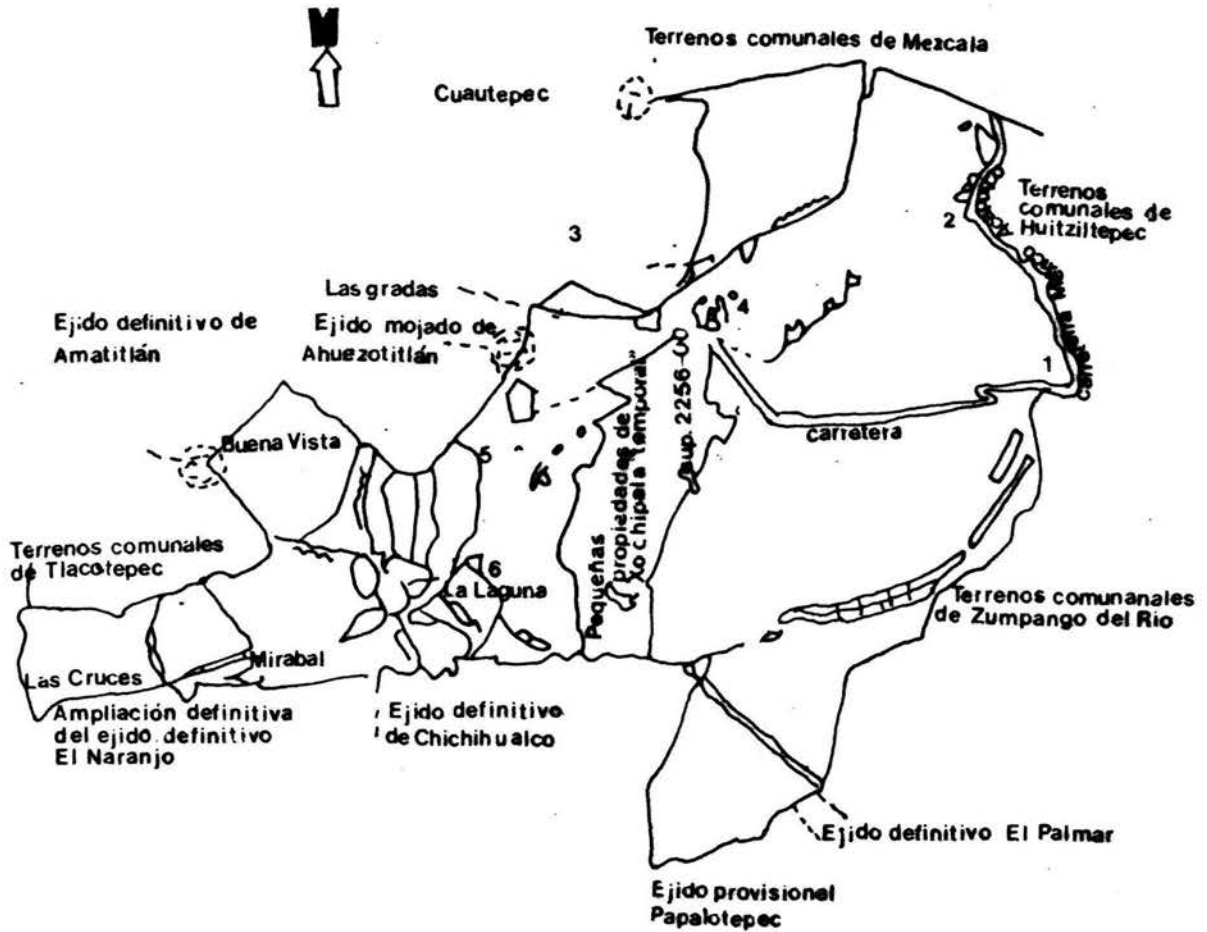 N
Terrenos comunales de Mezcala
Cuautepec
Terrenos
comunales de
Huitziltepec
2
3
Las gradas
Ejido definitivo de
Amatitlán
Ejido mojado de
Ahuezotitlán
4
1
Carretera
Carretera
Buena Vista
5
Pequeñas
propiedades de
Xochipala temporal"
sup. 2256-
Terrenos comunales
de Tlacotepec
6
La Laguna
Terrenos comunanales
de Zumpango del Rio
Mirabal
Las Cruces
Ampliación definitiva
del ejido definitivo
El Naranjo
Ejido definitivo
de Chichihualco
Ejido definitivo El Palmar
Ejido provisional
Papalotepec